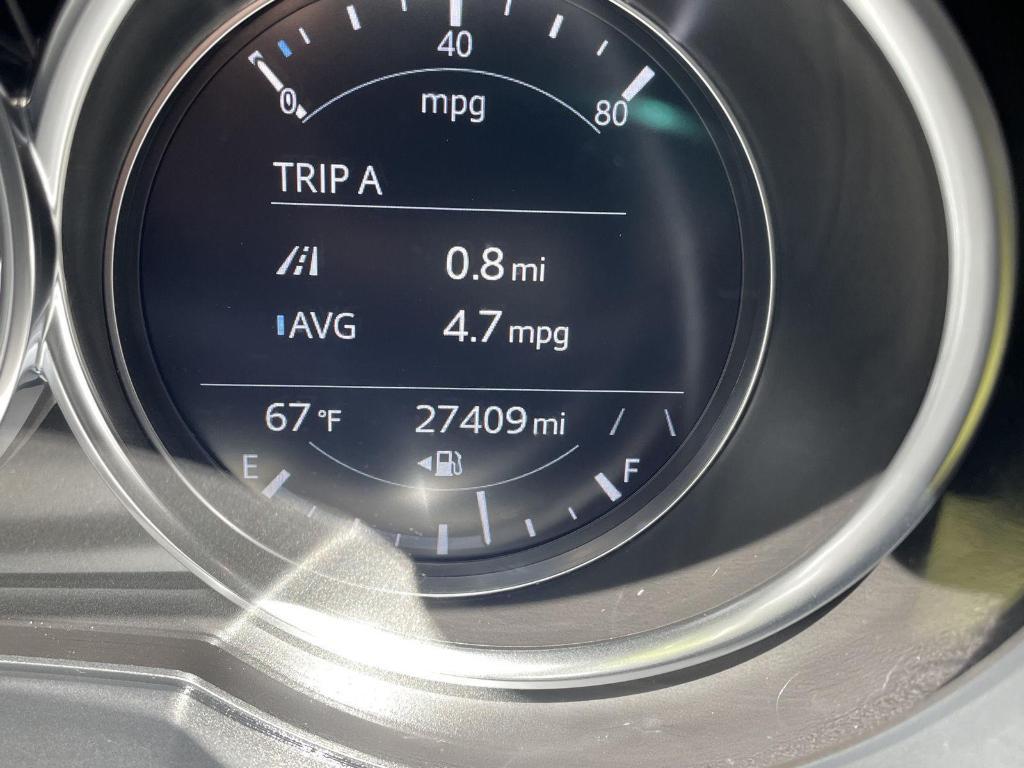 40
0 mpg 80
TRIP A
0.8 mi
AVG 4.7 mpg
67 °F 27409 mi
E F